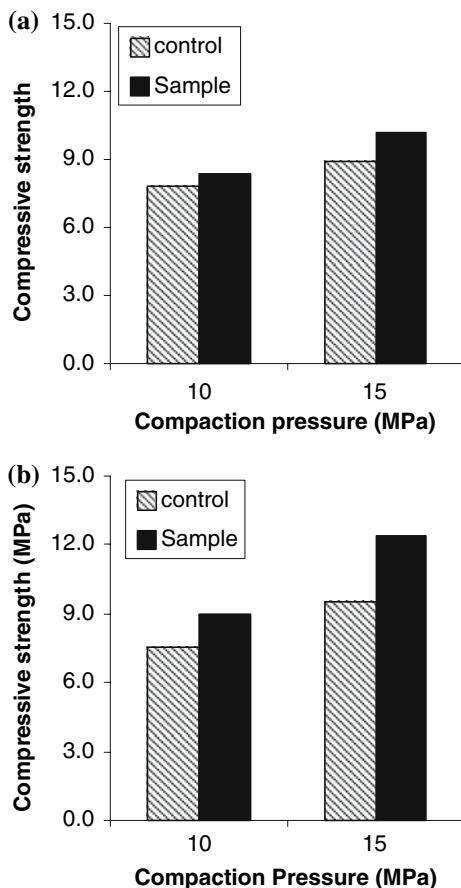 (a)
15.0
12.0
9.0
6.0
3.0
0.0
Compressive strength
control
Sample
10 15
Compaction pressure (MPa)
(b)
15.0
12.0
9.0
6.0
3.0
0.0
Compressive strength (MPa)
control
Sample
10 15
Compaction Pressure (MPa)